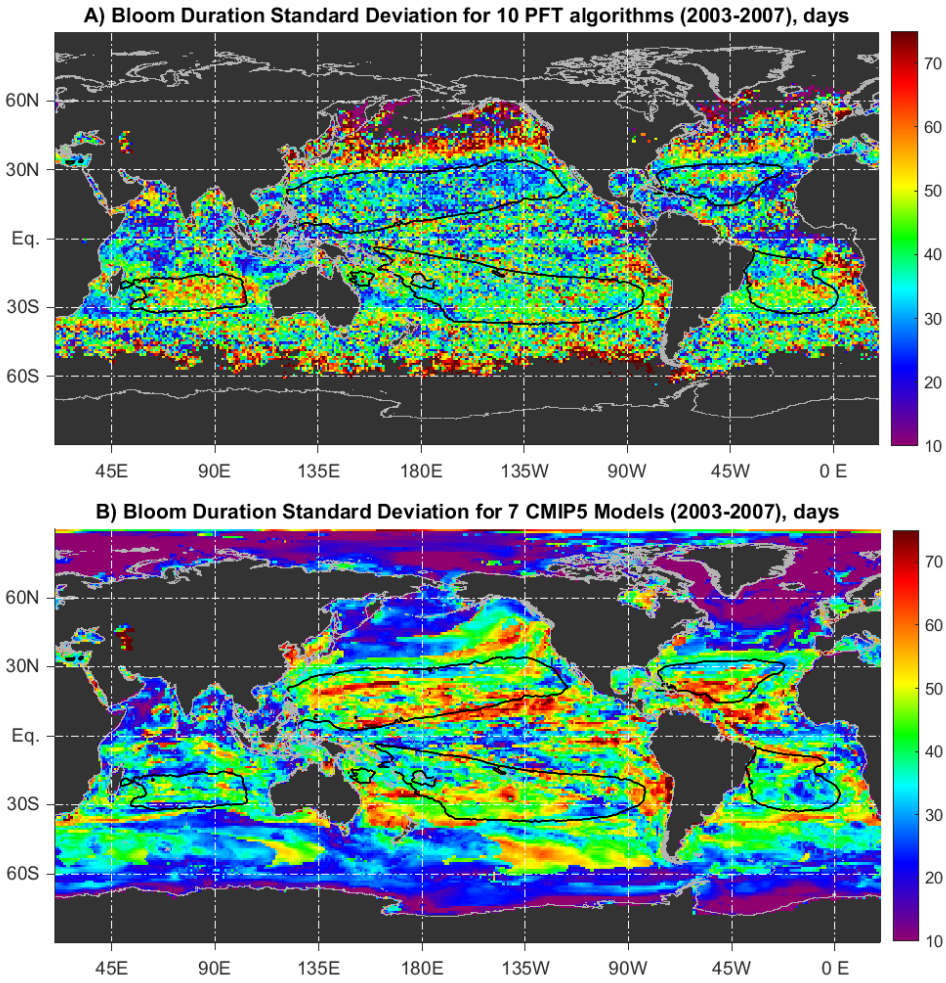 A) Bloom Duration Standard Deviation for 10 PFT algorithms (2003-2007), days
70
60
50
40
30
20
10
60N
30N
Eq.
30S
60S
45E 90E 135E 180E 135W 90W 45W 0 E
B) Bloom Duration Standard Deviation for 7 CMIP5 Models (2003-2007), days
70
60
50
40
30
20
10
60N
30N
Eq.
30S
60S
45E 90E 135E 180E 135W 90W 45W 0 E